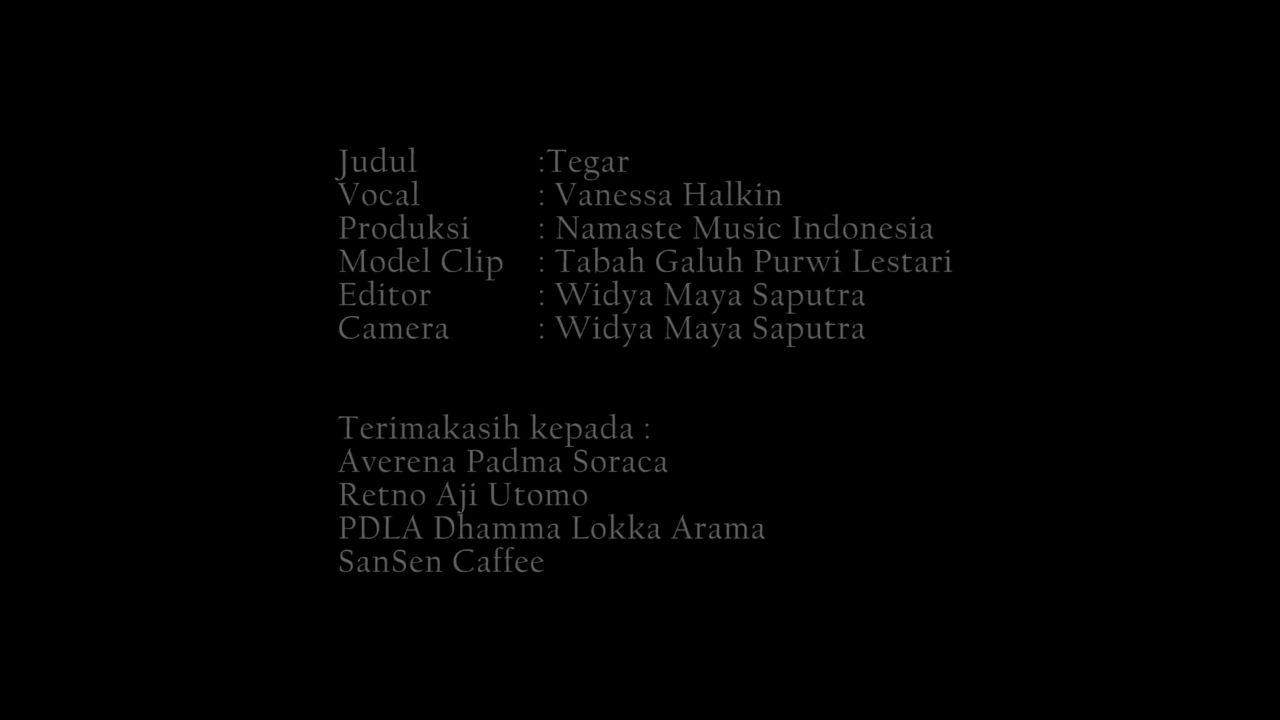 Judul :Tegar
Vocal : Vanessa Halkin
Produksi : Namaste Music Indonesia
Model Clip : Tabah Galuh Purwi Lestari
Editor : Widya Maya Saputra
Camera : Widya Maya Saputra
Terimakasih kepada :
Averena Padma Soraca
Retno Aji Utomo
PDLA Dhamma Lokka Arama
SanSen Caffee